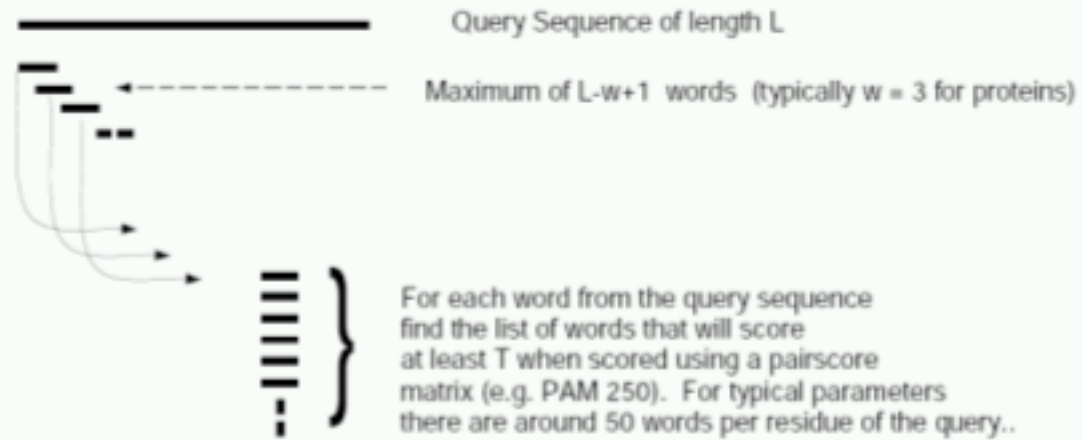 Query Sequence of length L
Maximum of L-w+1 words (typically w = 3 for proteins)
For each word from the query sequence
find the list of words that will score
at least T when scored using a pairscore
matrix (e.g. PAM 250). For typical parameters
there are around 50 words per residue of the query..